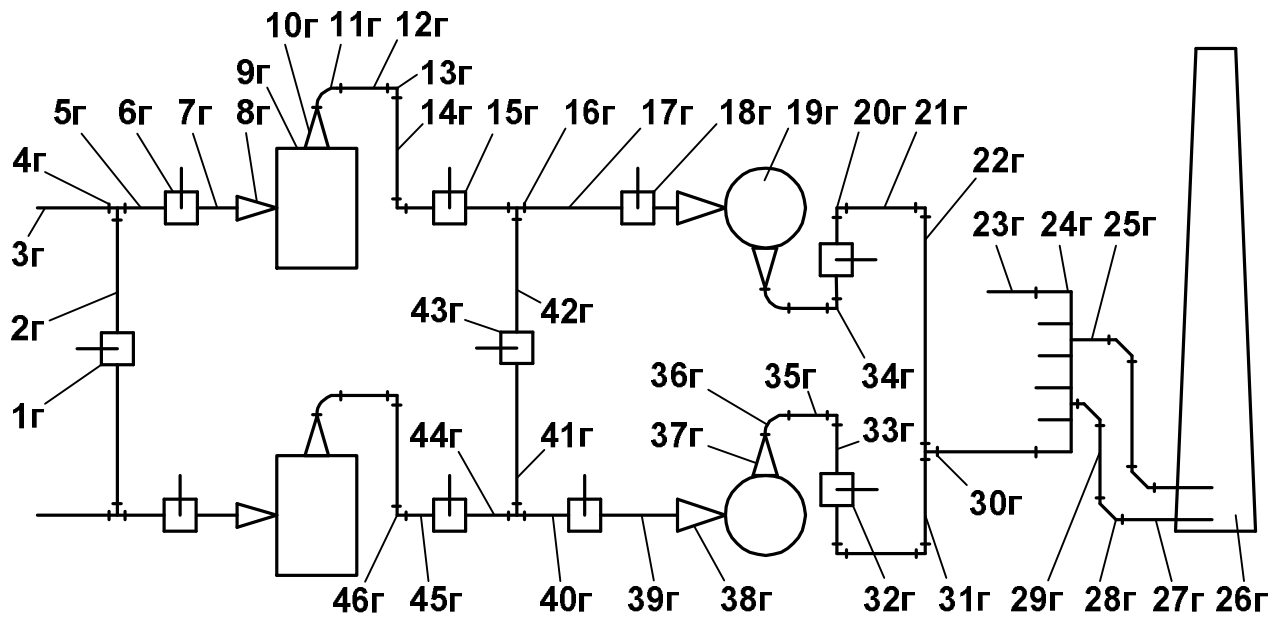 10г 11г 12г
9г 13г
5г 6г 7г 8г 14г 15г 16г 17г 18г 19г 20г 21г
4г 22г
3г 23г 24г 25г
2г 43г 42г
1г 36г 35г 34г
44г 41г 37г 33г
30г
46г 45г 40г 39г 38г 32г 31г 29г 28г 27г 26г